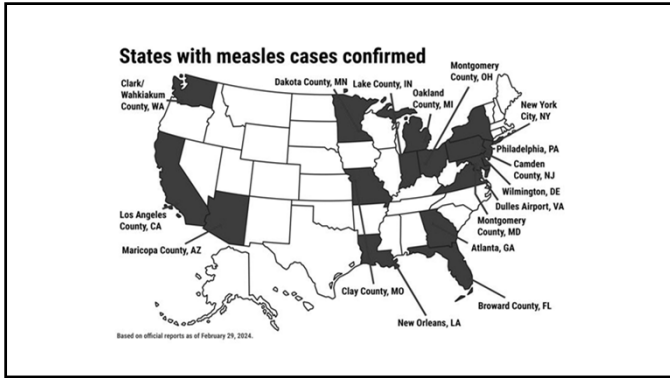 States with measles cases confirmed
Clark/
Wahkiakum
County, WA
Dakota County, MN
Lake County, IN
Oakland
County, MI
Montgomery
County, OH
New York
City, NY
Philadelphia, PA
Camden
County, NJ
Wilmington, DE
Dulles Airport, VA
Montgomery
County, MD
Atlanta, GA
Los Angeles
County, CA
Maricopa County, AZ
Clay County, MO
New Orleans, LA
Broward County, FL
Based on official reports as of February 29, 2024.